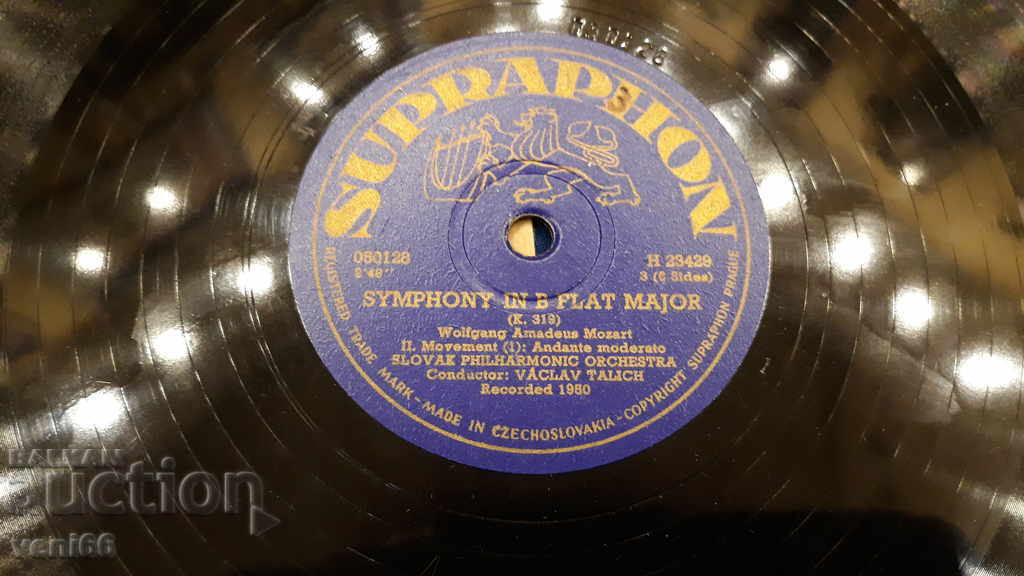 SUPRAPHON
3
050128
H 23429
2'48"
3 (6 Sides)
SYMPHONY IN B FLAT MAJOR
(K. 319)
Wolfgang Amadeus Mozart
II. Movement (1): Andante moderato
SLOVAK PHILHARMONIC ORCHESTRA
Conductor: VÁCLAV TALICH
Recorded 1950
REGISTERED TRADE MARK - MADE IN CZECHOSLOVAKIA - COPYRIGHT SUPRAPHON PRAGUE
BALKAN
auction
veni66